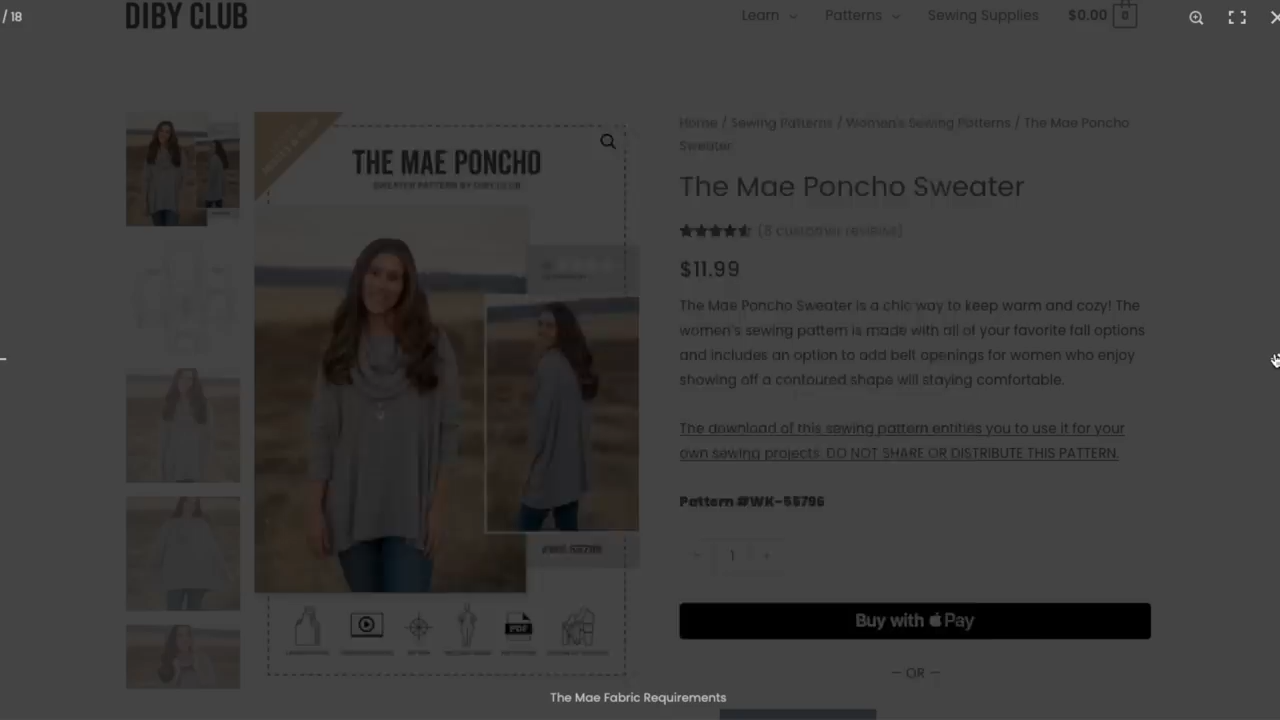 / 18
DIBY CLUB
Learn
Patterns
Sewing Supplies
$0.00
0
THE MAE PONCHO
SWEATER PATTERN BY DIBY CLUB
#WK-55796
PDF
Home / Sewing Patterns / Women's Sewing Patterns / The Mae Poncho
Sweater
The Mae Poncho Sweater
(8 customer reviews)
$11.99
The Mae Poncho Sweater is a chic way to keep warm and cozy! The
women's sewing pattern is made with all of your favorite fall options
and includes an option to add belt openings for women who enjoy
showing off a contoured shape will staying comfortable.
The download of this sewing pattern entitles you to use it for your
own sewing projects. DO NOT SHARE OR DISTRIBUTE THIS PATTERN.
Pattern #WK-55796
- 1 +
Buy with Pay
— OR —
The Mae Fabric Requirements